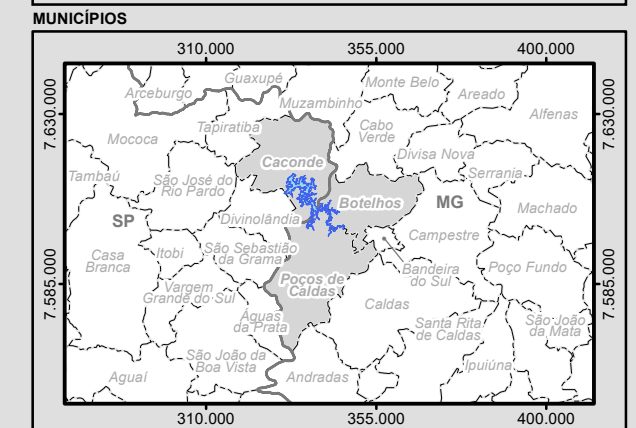 MUNICÍPIOS
310.000 355.000 400.000
7.630.000
7.630.000
Guaxupé
Monte Belo
Arceburgo
Areado
Muzambinho
Alfenas
Tapiratiba
Cabo
Verde
Mococa
Divisa Nova
Caconde
Serrania
Tambaú
São José do
Rio Pardo
Botelhos
MG
Machado
SP
Divinolândia
Campestre
Casa
Branca
Itobi
São Sebastião
da Grama
Bandeira
do Sul
Poço Fundo
Poços de
Caldas
7.585.000
7.585.000
Vargem
Grande do Sul
Caldas
Águas
da Prata
Santa Rita
de Caldas
São João
da Mata
São João da
Boa Vista
Ipuiúna
Aguaí
Andradas
310.000 355.000 400.000